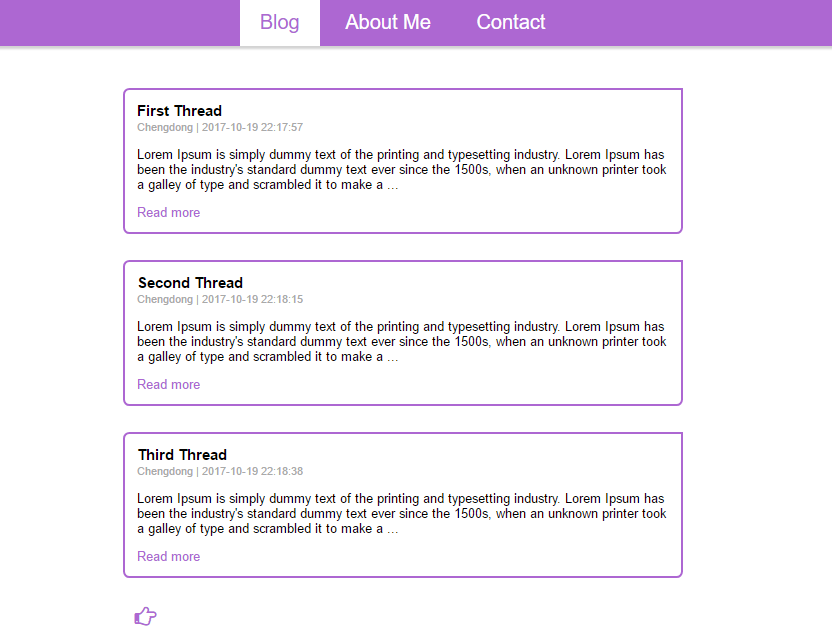 Blog About Me Contact
First Thread
Chengdong | 2017-10-19 22:17:57
Lorem Ipsum is simply dummy text of the printing and typesetting industry. Lorem Ipsum has
been the industry's standard dummy text ever since the 1500s, when an unknown printer took
a galley of type and scrambled it to make a ...
Read more
Second Thread
Chengdong | 2017-10-19 22:18:15
Lorem Ipsum is simply dummy text of the printing and typesetting industry. Lorem Ipsum has
been the industry's standard dummy text ever since the 1500s, when an unknown printer took
a galley of type and scrambled it to make a ...
Read more
Third Thread
Chengdong | 2017-10-19 22:18:38
Lorem Ipsum is simply dummy text of the printing and typesetting industry. Lorem Ipsum has
been the industry's standard dummy text ever since the 1500s, when an unknown printer took
a galley of type and scrambled it to make a ...
Read more